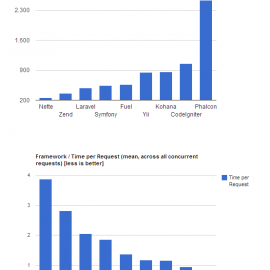 2.300
1.600
900
200
Nette Laravel Fuel Kohana Phalcon
Zend Symfony Yii CodeIgniter
Framework / Time per Request (mean, across all concurrent
requests) [less is better]
4
3
2
1
Time per
Request